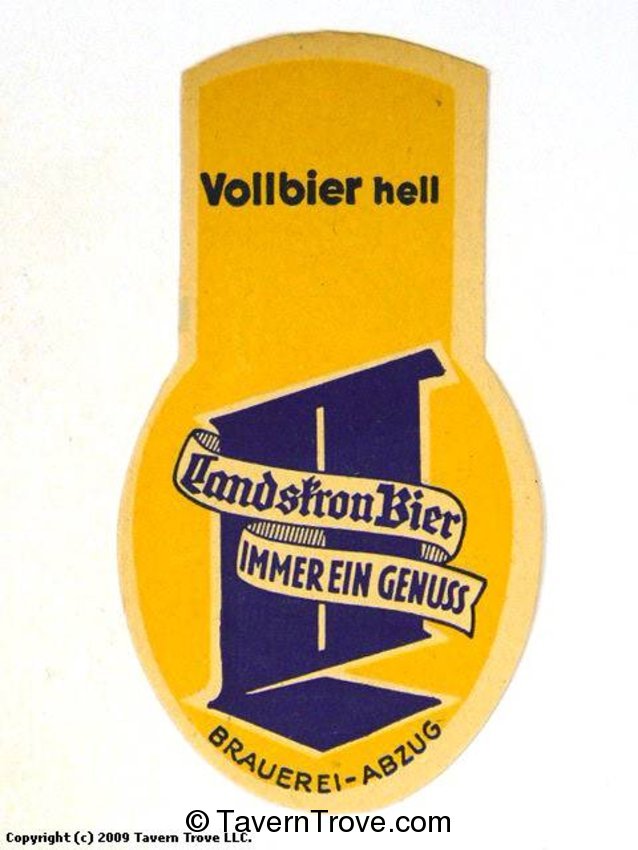 Vollbier hell
Landskron Bier
IMMER EIN GENUSS
BRAUEREI-ABZUG
© TavernTrove.com
Copyright (c) 2009 Tavern Trove LLC.